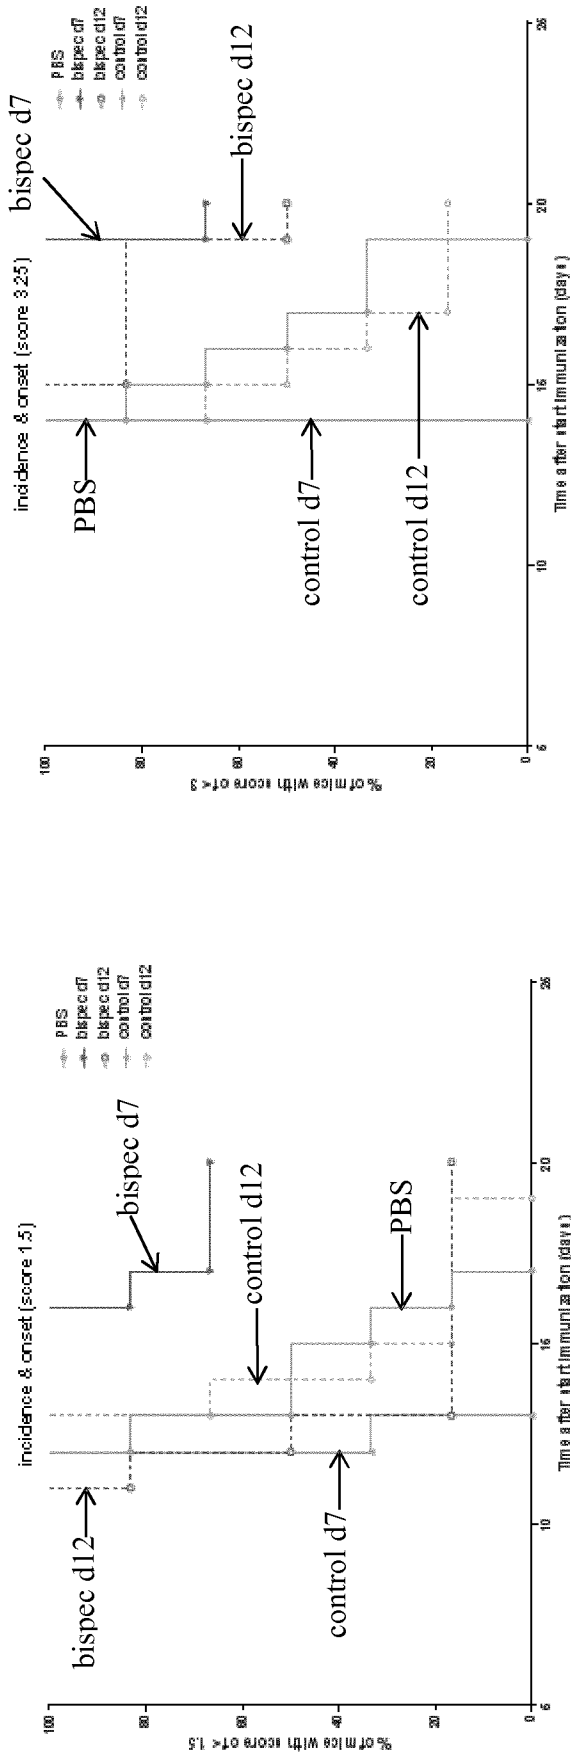 incidence & onset (score 1.5)
PBS
bispec d7
bispec d12
control d7
control d12
bispec d12
bispec d7
control d12
control d7
PBS
% of mice with score of < 1.5
100
80
60
40
20
0
5
10
15
20
25
Time after start immunization (days)
incidence & onset (score 3.25)
PBS
bispec d7
bispec d12
control d7
control d12
bispec d7
bispec d12
PBS
control d7
control d12
% of mice with score of < 3
100
80
60
40
20
0
5
10
15
20
25
Time after start immunization (days)